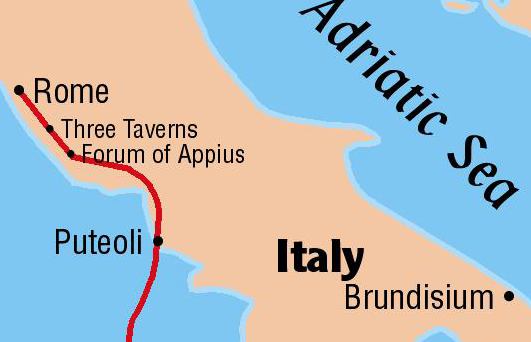 Adriatic Sea
Rome
Three Taverns
Forum of Appius
Puteoli
Italy
Brundisium